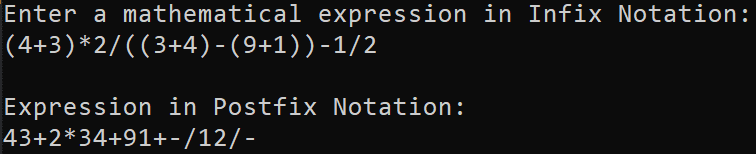 Enter a mathematical expression in Infix Notation:
(4+3)*2/((3+4)-(9+1))-1/2
Expression in Postfix Notation:
43+2*34+91+-/12/-